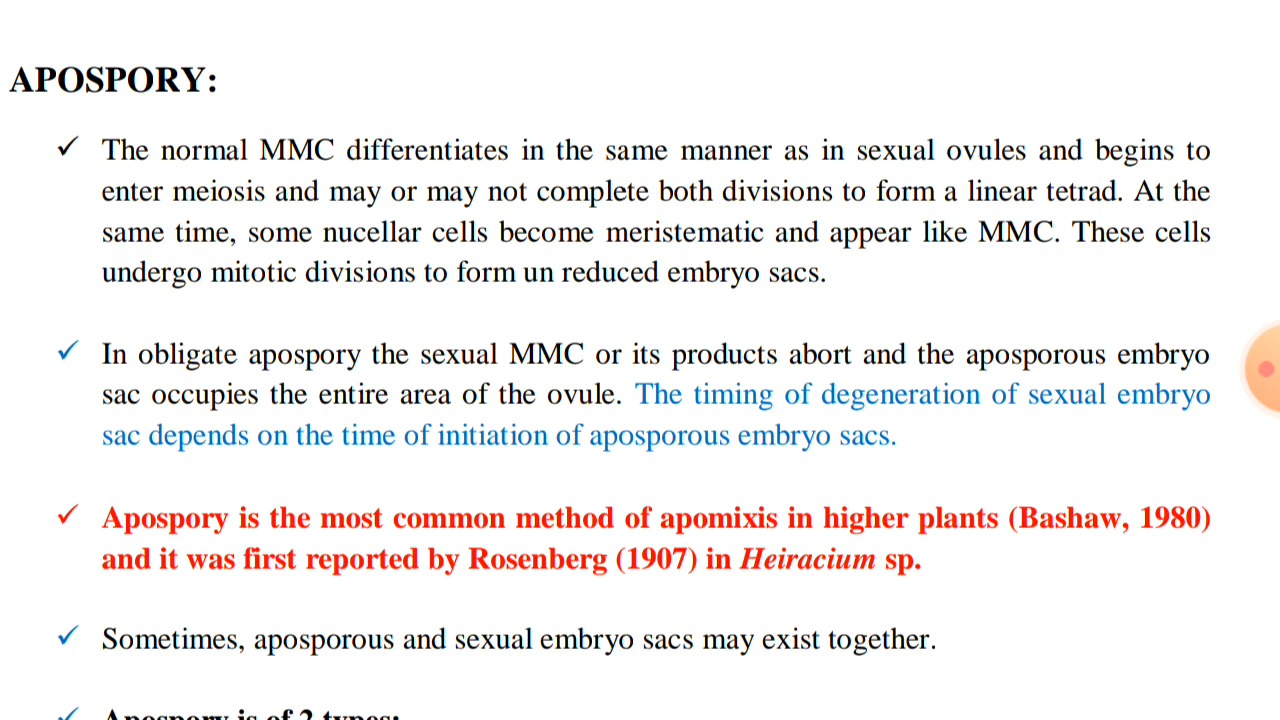 APOSPORY:
✓ The normal MMC differentiates in the same manner as in sexual ovules and begins to
enter meiosis and may or may not complete both divisions to form a linear tetrad. At the
same time, some nucellar cells become meristematic and appear like MMC. These cells
undergo mitotic divisions to form un reduced embryo sacs.
✓ In obligate apospory the sexual MMC or its products abort and the aposporous embryo
sac occupies the entire area of the ovule. The timing of degeneration of sexual embryo
sac depends on the time of initiation of aposporous embryo sacs.
✓ Apospory is the most common method of apomixis in higher plants (Bashaw, 1980)
and it was first reported by Rosenberg (1907) in Heiracium sp.
✓ Sometimes, aposporous and sexual embryo sacs may exist together.
✓ Apospory is of 2 types: